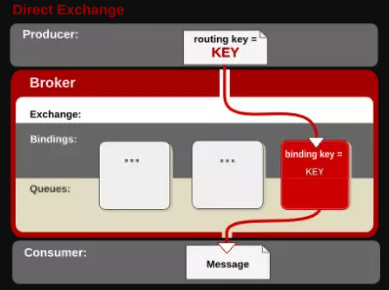 Direct Exchange
Producer:
routing key =
KEY
Broker
Exchange:
Bindings:
...
...
binding key =
KEY
Queues:
Consumer:
Message